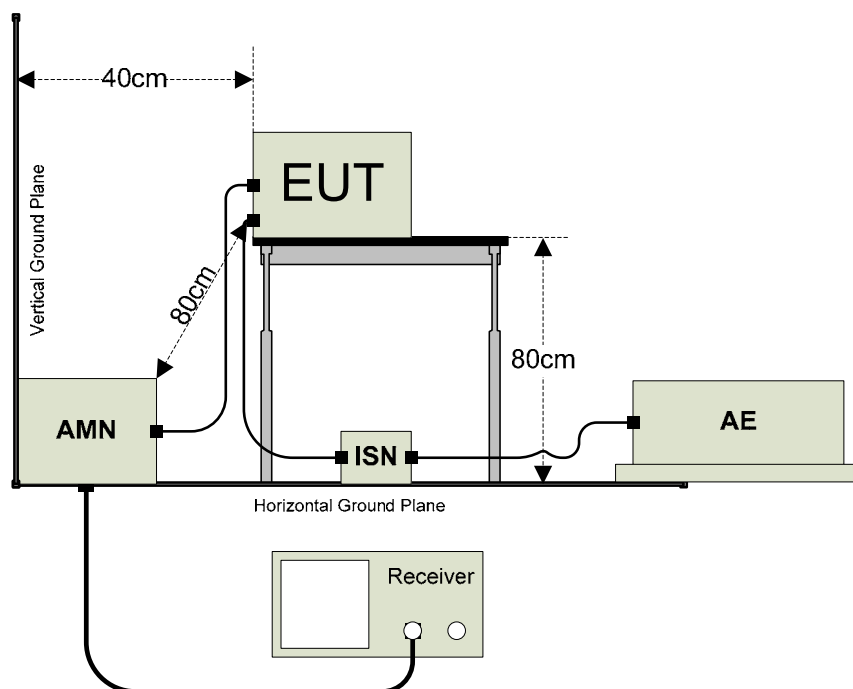 40cm
EUT
Vertical Ground Plane
80cm
80cm
AMN
ISN
AE
Horizontal Ground Plane
Receiver